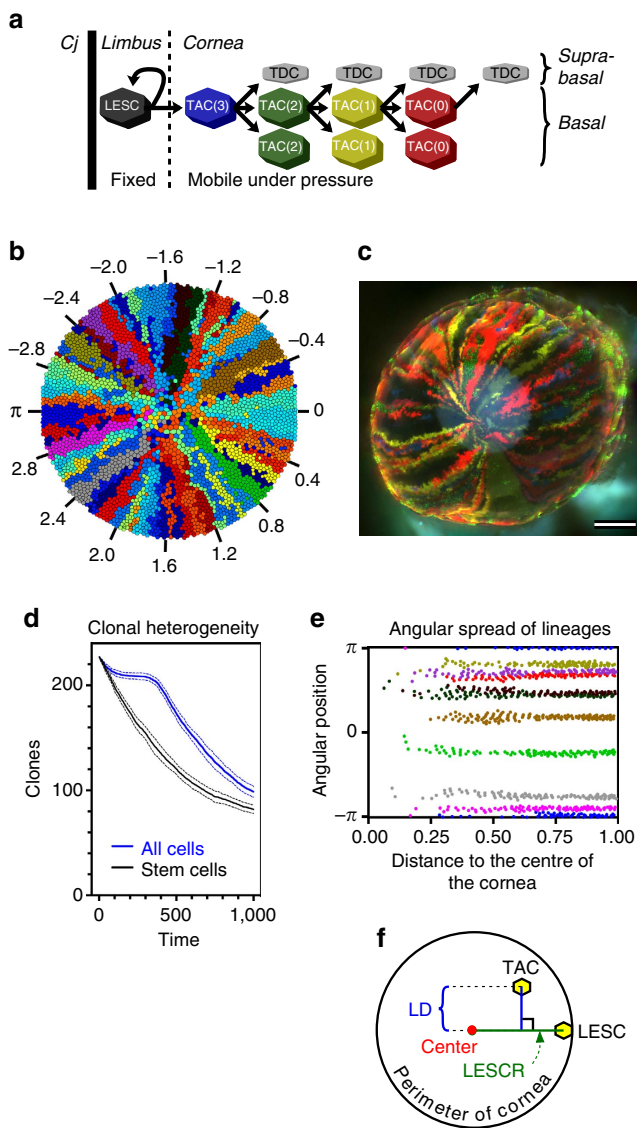 a
Cj Limbus Cornea
TDC TDC TDC TDC
Supra-
basal
LESC TAC(3) TAC(2) TAC(1) TAC(0)
TAC(2) TAC(1) TAC(0)
Basal
Fixed Mobile under pressure
b
c
−1.6
−2.0 −1.2
−2.4 −0.8
−2.8 −0.4
π 0
2.8 0.4
2.4 0.8
2.0 1.2
1.6
d
Clonal heterogeneity
200
100
0
Clones
All cells
Stem cells
0 500 1,000
Time
e
Angular spread of lineages
π
0
−π
Angular position
0.00 0.25 0.50 0.75 1.00
Distance to the centre of
the cornea
f
TAC
LD
LESC
Center
LESCR
Perimeter of cornea